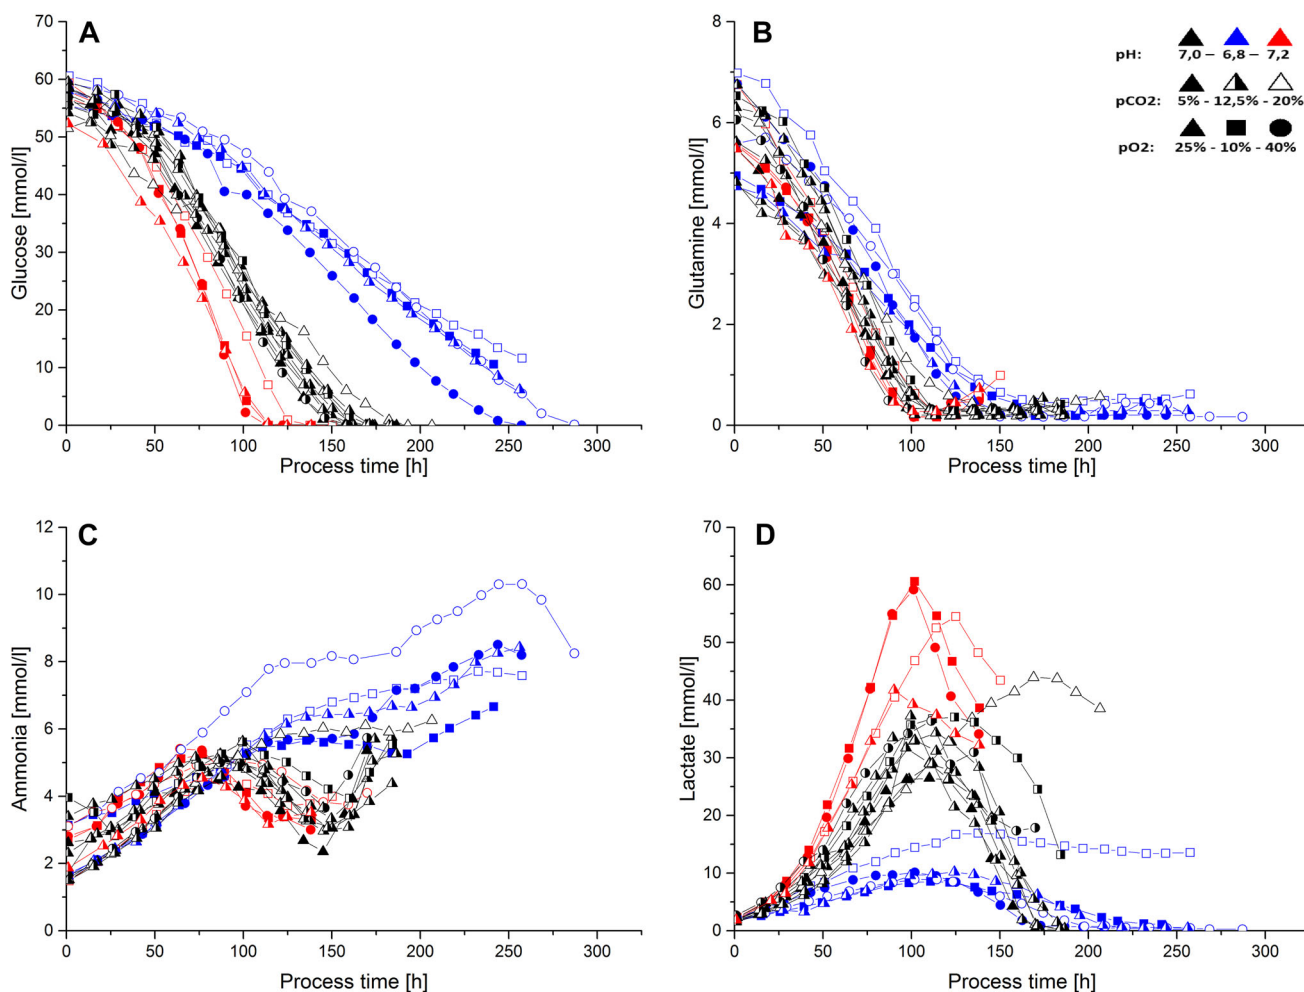 A
Glucose [mmol/l]
70
60
50
40
30
20
10
0
0 50 100 150 200 250 300
Process time [h]
B
Glutamine [mmol/l]
8
6
4
2
0
0 50 100 150 200 250 300
Process time [h]
pH: 7,0 – 6,8 – 7,2
pCO2: 5% - 12,5% - 20%
pO2: 25% - 10% - 40%
C
Ammonia [mmol/l]
12
10
8
6
4
2
0
0 50 100 150 200 250 300
Process time [h]
D
Lactate [mmol/l]
70
60
50
40
30
20
10
0
0 50 100 150 200 250 300
Process time [h]